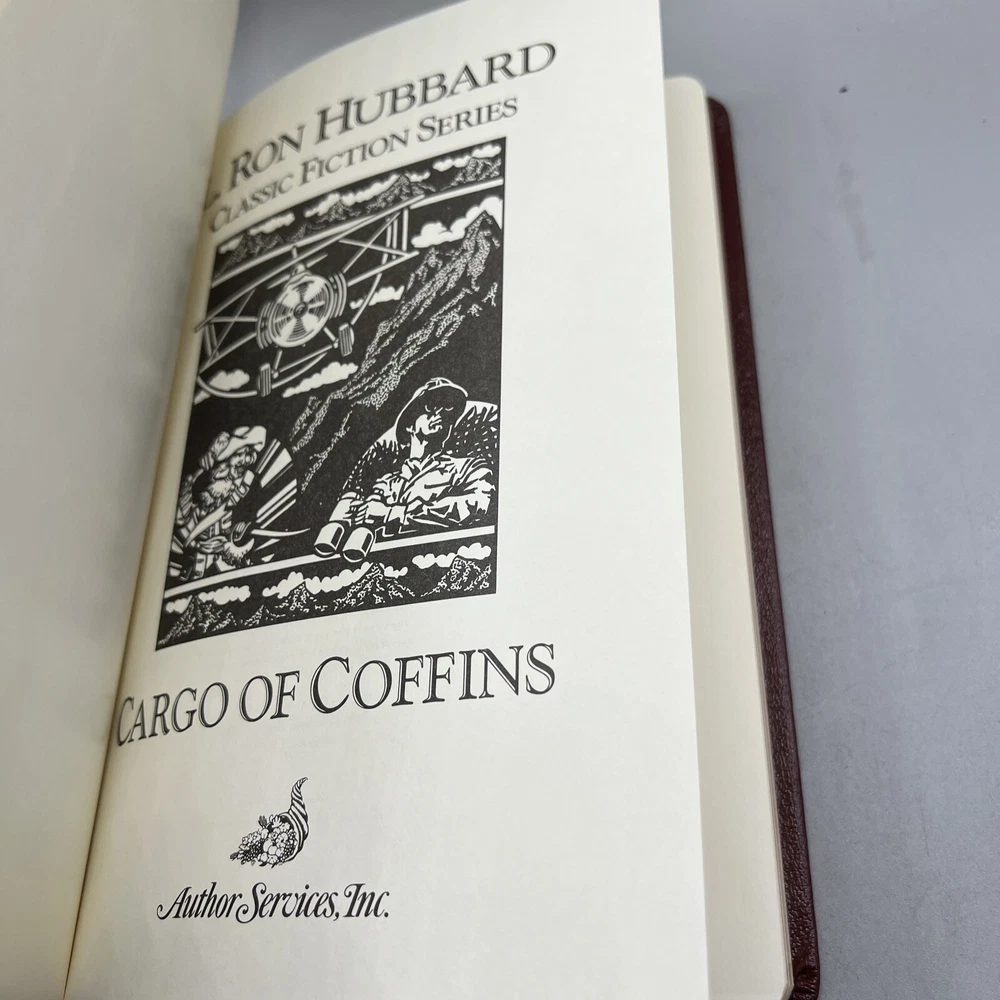 L. RON HUBBARD
CLASSIC FICTION SERIES
CARGO OF COFFINS
Author Services, Inc.